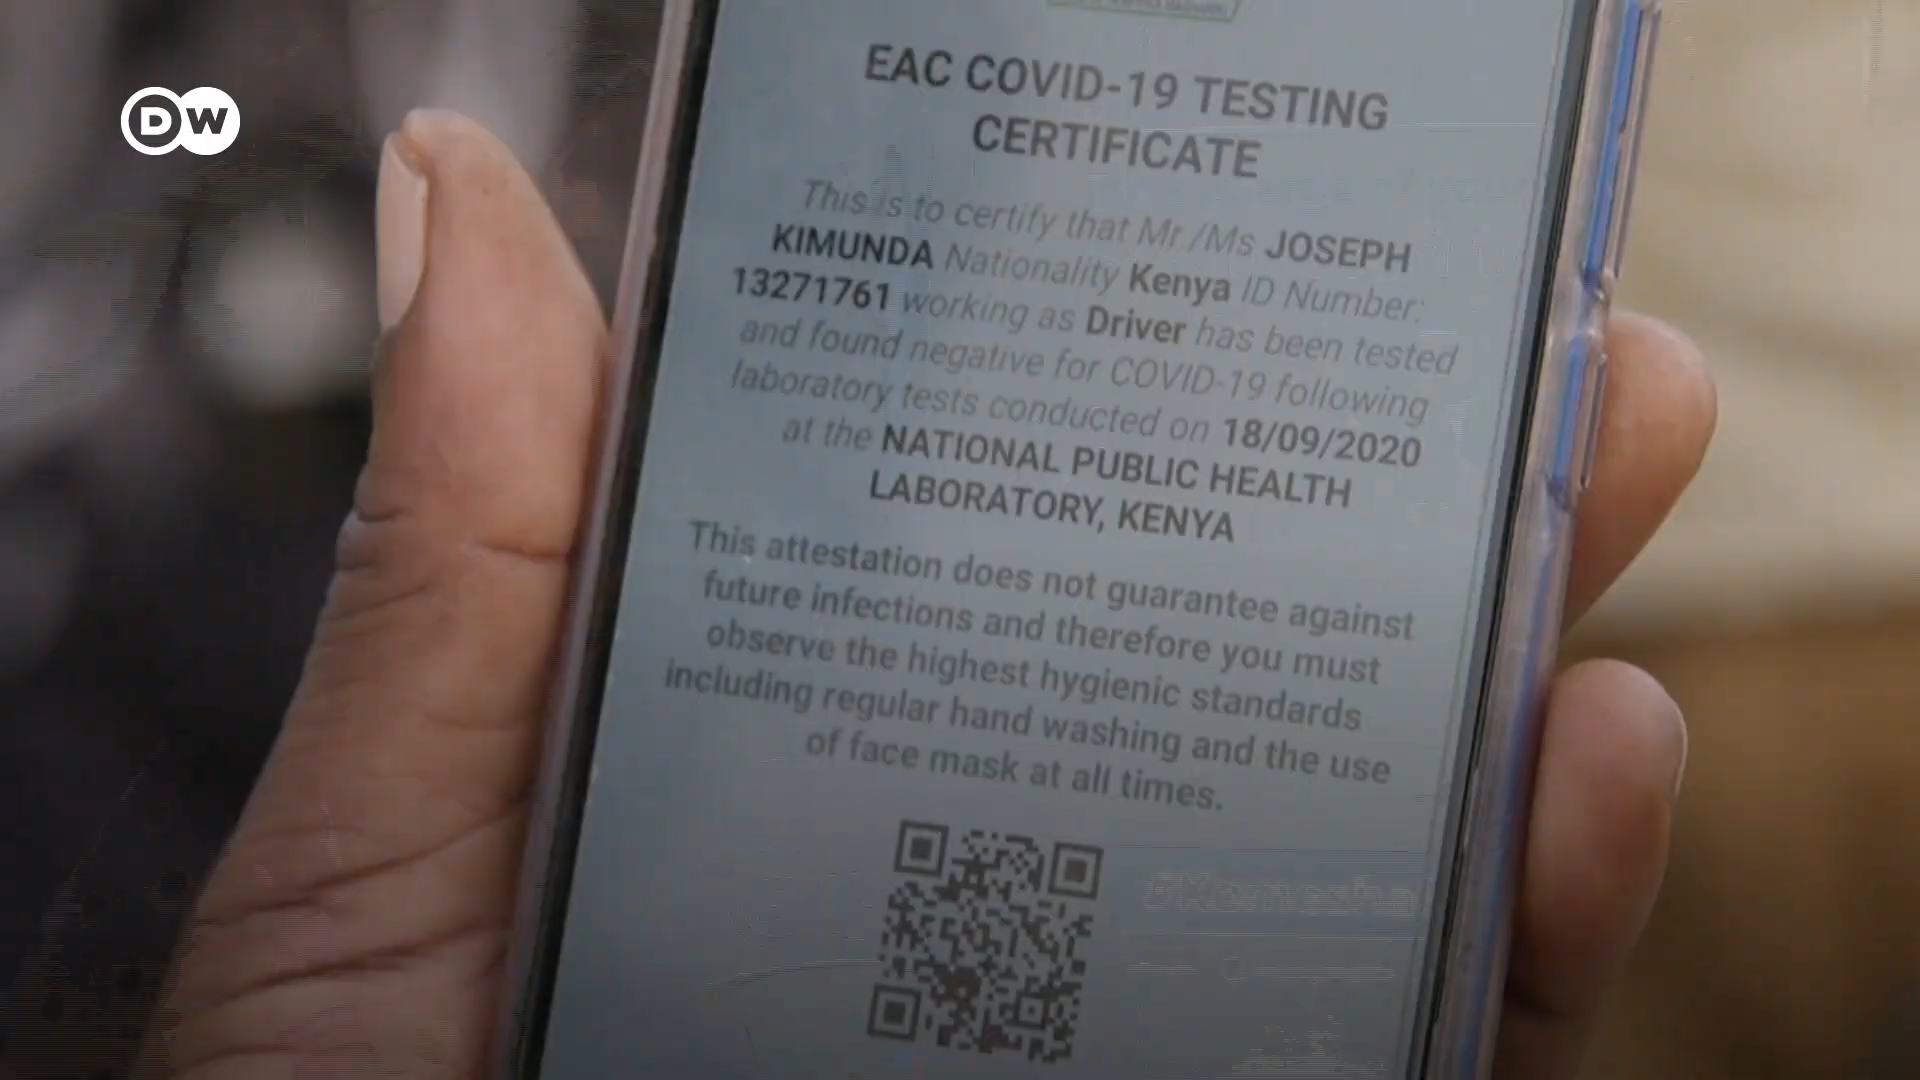 DW
EAC COVID-19 TESTING
CERTIFICATE
This is to certify that Mr./Ms JOSEPH
KIMUNDA Nationality Kenya ID Number:
13271761 working as Driver has been tested
and found negative for COVID-19 following
laboratory tests conducted on 18/09/2020
at the NATIONAL PUBLIC HEALTH
LABORATORY, KENYA
This attestation does not guarantee against
future infections and therefore you must
observe the highest hygienic standards
including regular hand washing and the use
of face mask at all times.